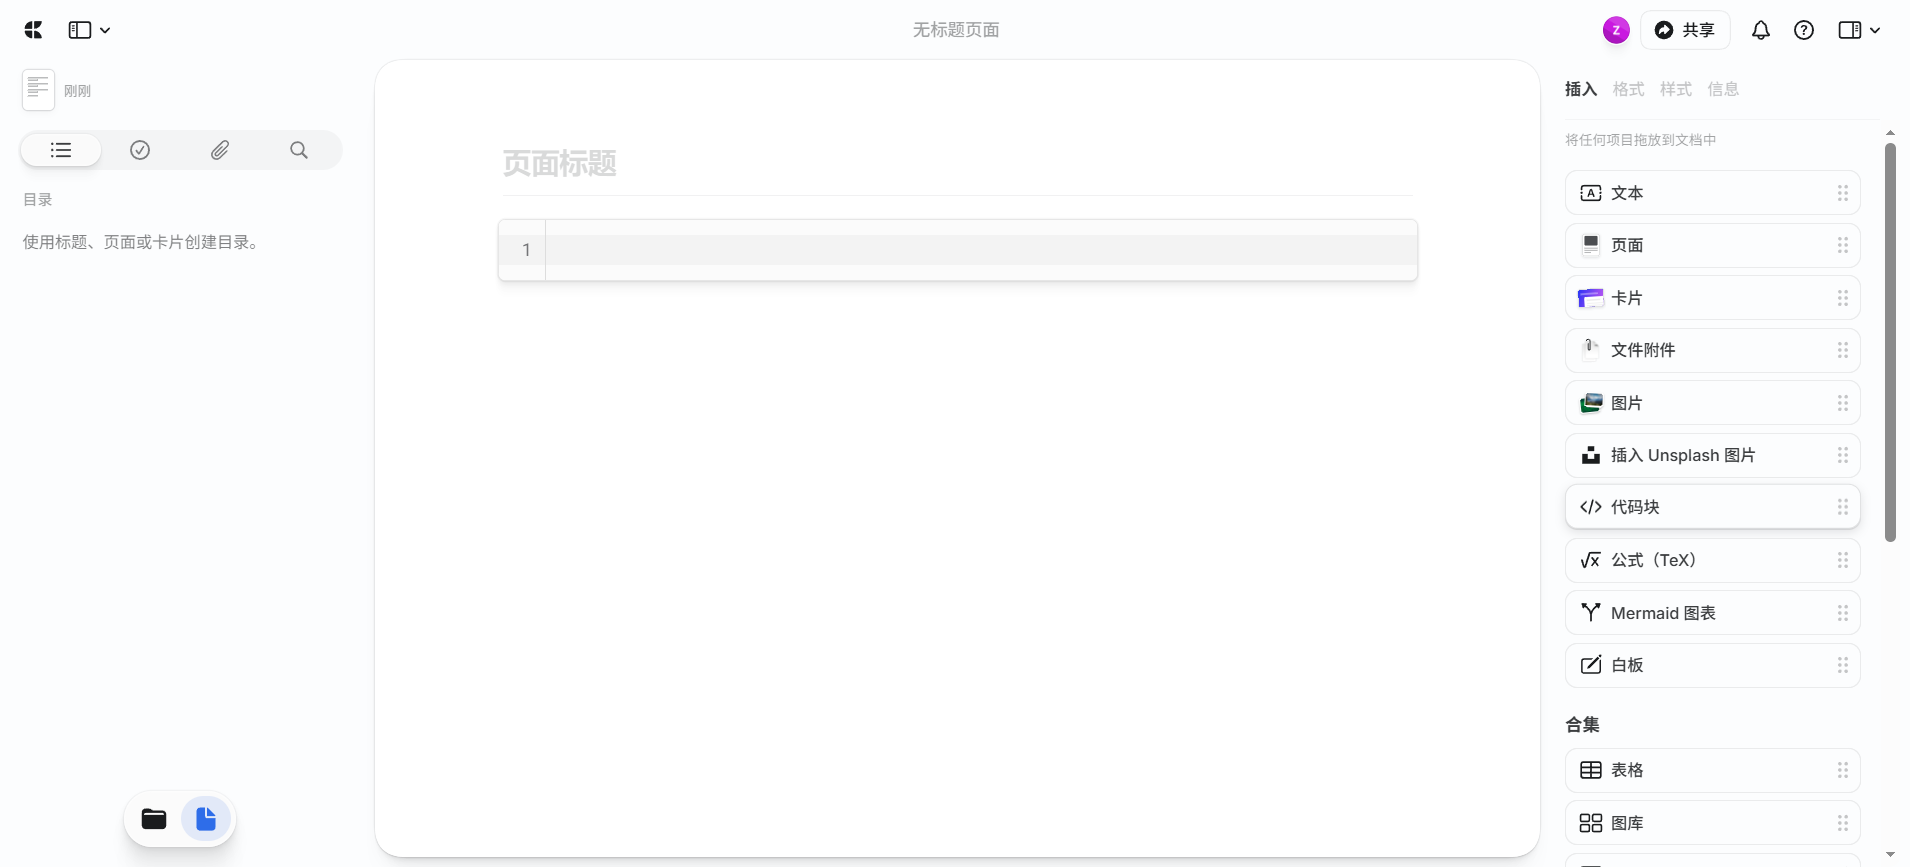 无标题页面
Z
共享
刚刚
目录
使用标题、页面或卡片创建目录。
页面标题
1
插入 格式 样式 信息
将任何项目拖放到文档中
文本
页面
卡片
文件附件
图片
插入 Unsplash 图片
代码块
公式（TeX）
Mermaid 图表
白板
合集
表格
图库